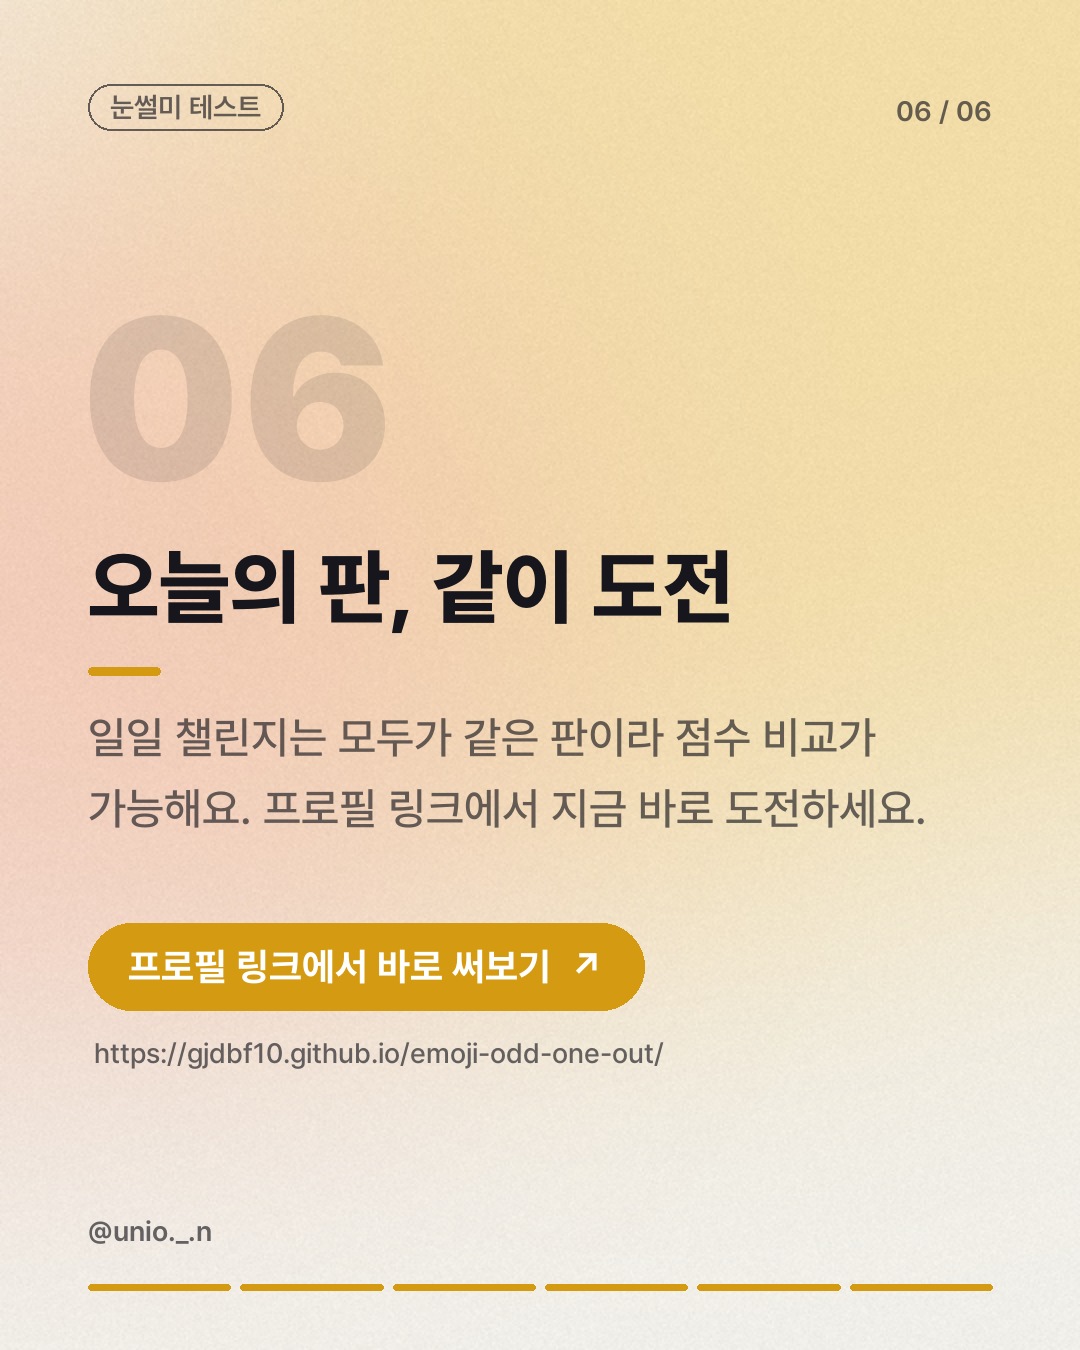 눈썰미 테스트
06 / 06
06
오늘의 판, 같이 도전
일일 챌린지는 모두가 같은 판이라 점수 비교가
가능해요. 프로필 링크에서 지금 바로 도전하세요.
프로필 링크에서 바로 써보기 ↗
https://gjdbf10.github.io/emoji-odd-one-out/
@unio._.n